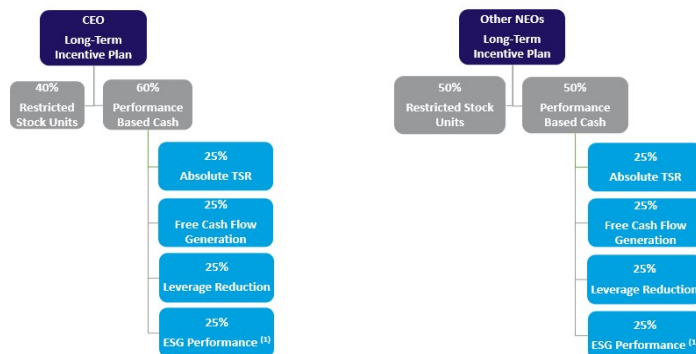 CEO
Long-Term
Incentive Plan
40%
Restricted
Stock Units
60%
Performance
Based Cash
25%
Absolute TSR
25%
Free Cash Flow
Generation
25%
Leverage Reduction
25%
ESG Performance (1)
Other NEOs
Long-Term
Incentive Plan
50%
Restricted Stock
Units
50%
Performance
Based Cash
25%
Absolute TSR
25%
Free Cash Flow
Generation
25%
Leverage Reduction
25%
ESG Performance (1)